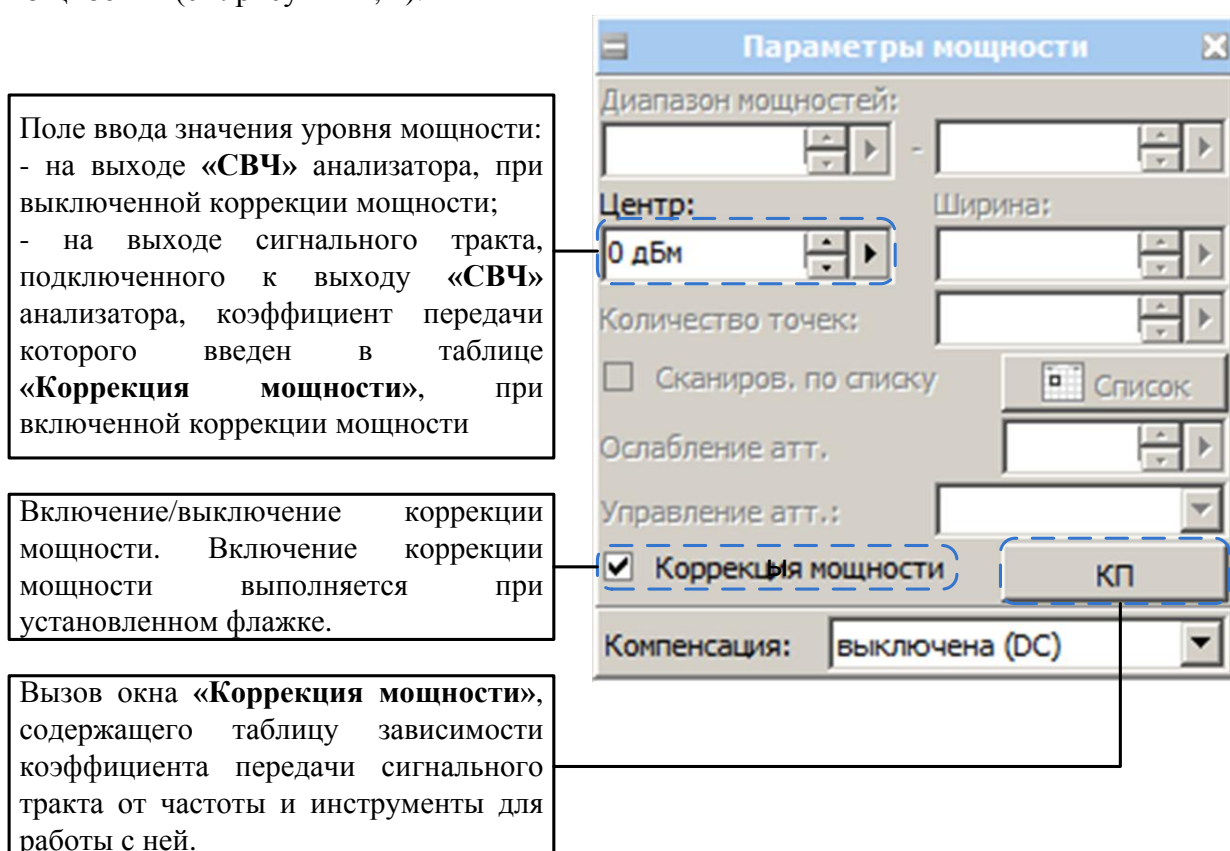 Параметры мощности
Диапазон мощностей:
-
Центр:
Ширина:
0 дБм
Количество точек:
Сканиров. по списку
Список
Ослабление атт.
Управление атт.:
Коррекция мощности
КП
Компенсация:
выключена (DC)
Поле ввода значения уровня мощности:
- на выходе «СВЧ» анализатора, при
выключенной коррекции мощности;
- на выходе сигнального тракта,
подключенного к выходу «СВЧ»
анализатора, коэффициент передачи
которого введен в таблице
«Коррекция мощности», при
включенной коррекции мощности
Включение/выключение коррекции
мощности. Включение коррекции
мощности выполняется при
установленном флажке.
Вызов окна «Коррекция мощности»,
содержащего таблицу зависимости
коэффициента передачи сигнального
тракта от частоты и инструменты для
работы с ней.